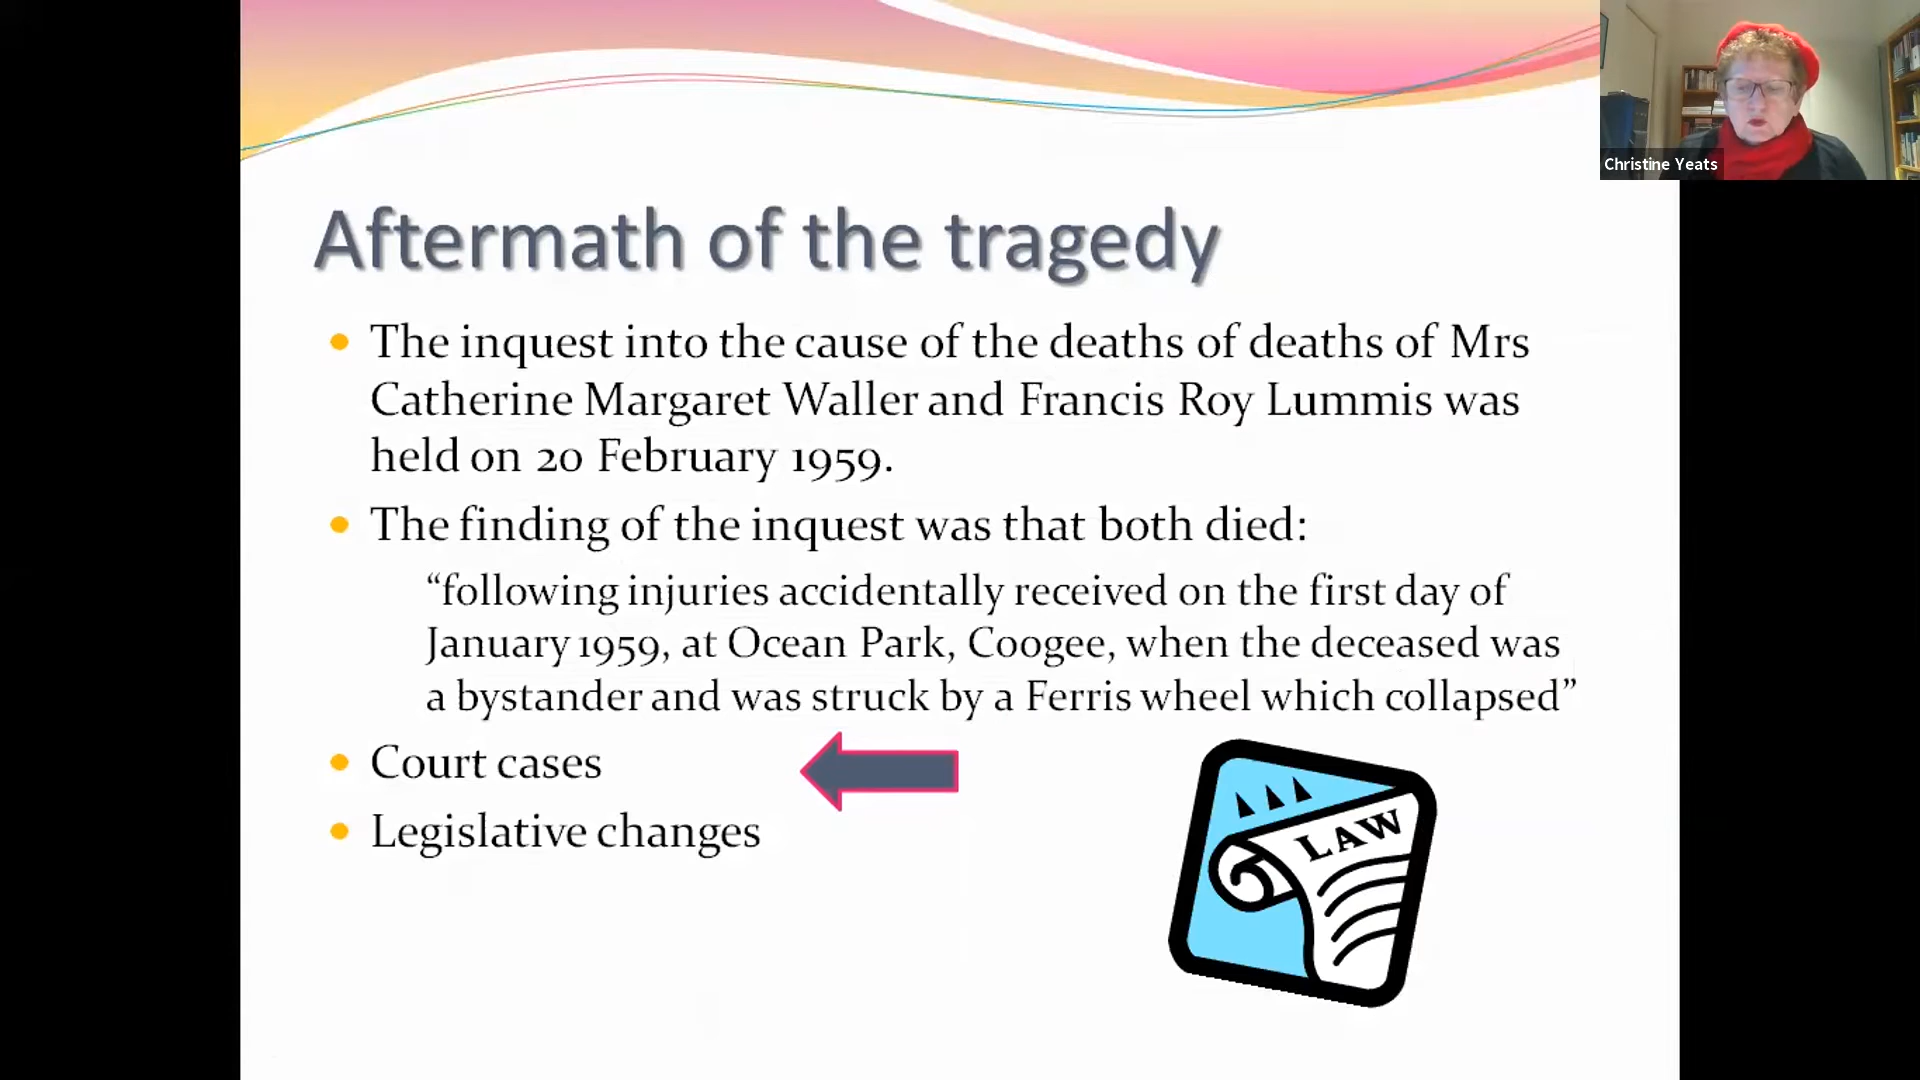 Christine Yeats
Aftermath of the tragedy
• The inquest into the cause of the deaths of deaths of Mrs
Catherine Margaret Waller and Francis Roy Lummis was
held on 20 February 1959.
• The finding of the inquest was that both died:
“following injuries accidentally received on the first day of
January 1959, at Ocean Park, Coogee, when the deceased was
a bystander and was struck by a Ferris wheel which collapsed”
• Court cases
• Legislative changes
LAW